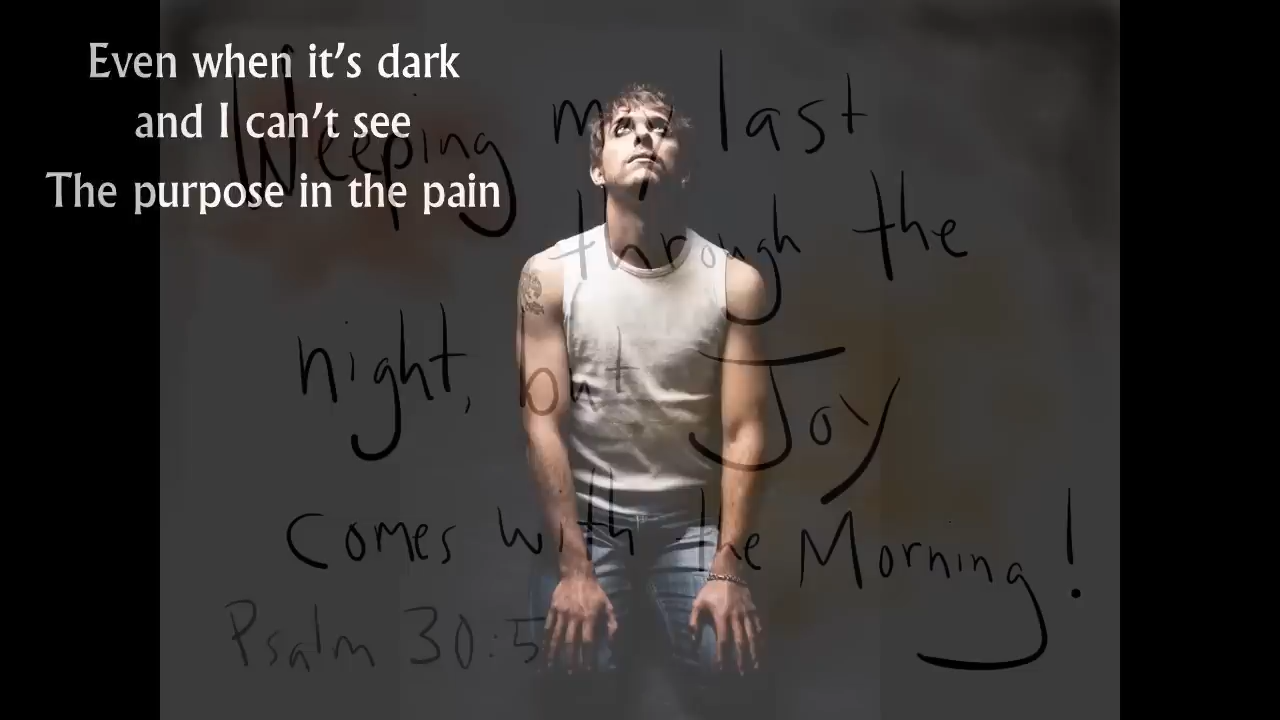 Even when it's dark
and I can't see
The purpose in the pain
Weeping may last
through the
night, but Joy
comes with the Morning!
Psalm 30:5